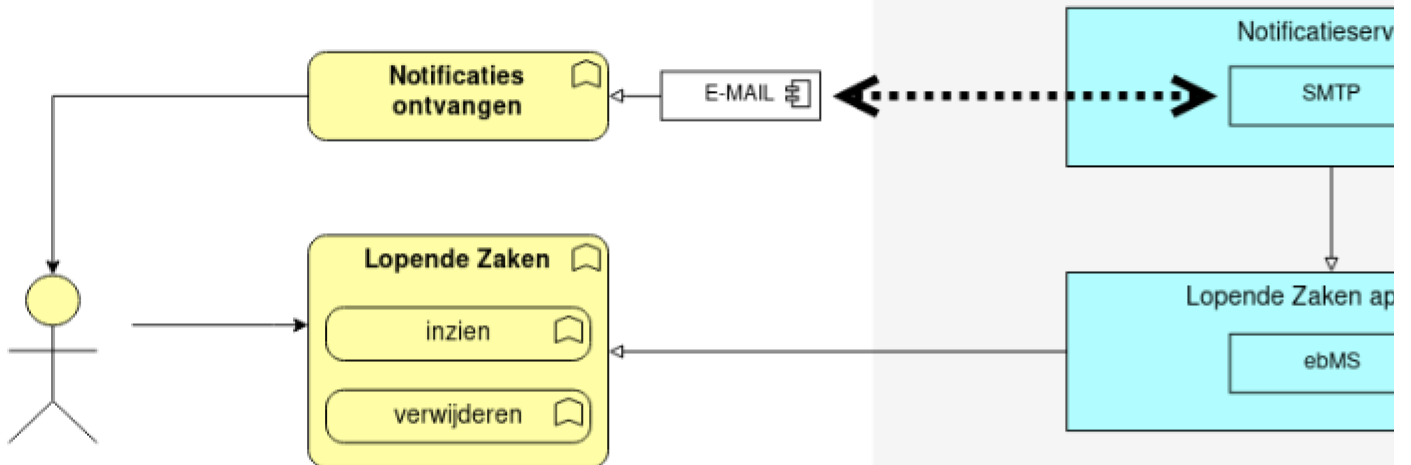 Notificaties
ontvangen
E-MAIL
Notificatieserv
SMTP
Lopende Zaken
inzien
verwijderen
Lopende Zaken ap
ebMS